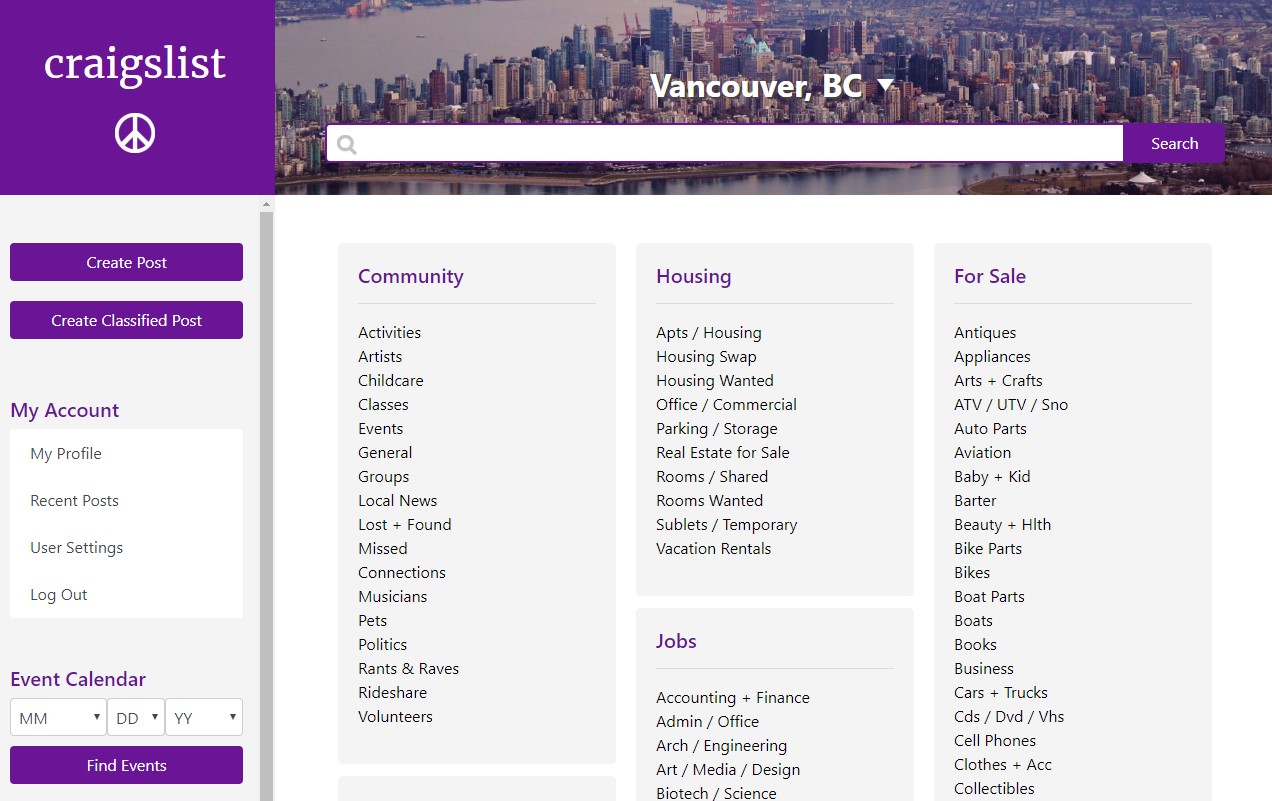 craigslist
Vancouver, BC
Search
Create Post
Create Classified Post
My Account
My Profile
Recent Posts
User Settings
Log Out
Event Calendar
MM DD YY
Find Events
Community
Activities
Artists
Childcare
Classes
Events
General
Groups
Local News
Lost + Found
Missed
Connections
Musicians
Pets
Politics
Rants & Raves
Rideshare
Volunteers
Housing
Apts / Housing
Housing Swap
Housing Wanted
Office / Commercial
Parking / Storage
Real Estate for Sale
Rooms / Shared
Rooms Wanted
Sublets / Temporary
Vacation Rentals
Jobs
Accounting + Finance
Admin / Office
Arch / Engineering
Art / Media / Design
Biotech / Science
For Sale
Antiques
Appliances
Arts + Crafts
ATV / UTV / Sno
Auto Parts
Aviation
Baby + Kid
Barter
Beauty + Hlth
Bike Parts
Bikes
Boat Parts
Boats
Books
Business
Cars + Trucks
Cds / Dvd / Vhs
Cell Phones
Clothes + Acc
Collectibles